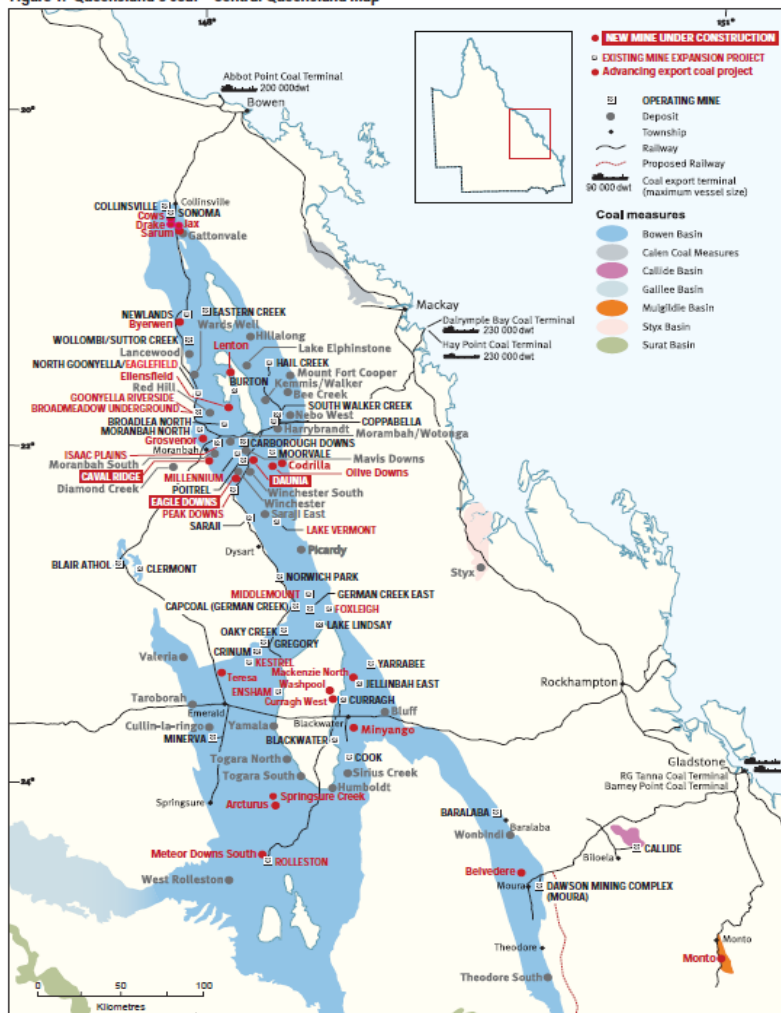 Figure 1: Queensland's coal – Central Queensland map
148°
151°
20°
22°
24°
NEW MINE UNDER CONSTRUCTION
EXISTING MINE EXPANSION PROJECT
Advancing export coal project
OPERATING MINE
Deposit
Township
Railway
Proposed Railway
90 000 dwt
Coal export terminal
(maximum vessel size)
Coal measures
Bowen Basin
Calen Coal Measures
Callide Basin
Galilee Basin
Mulgildie Basin
Styx Basin
Surat Basin
Abbot Point Coal Terminal
200 000dwt
Bowen
COLLINSVILLE
Collinsville
SONOMA
Cows
Drake
Jax
Sarum
Gattonvale
Mackay
Dalrymple Bay Coal Terminal
230 000 dwt
Hay Point Coal Terminal
230 000 dwt
NEWLANDS
EASTERN CREEK
Byerwen
Wards Well
WOLLOMBI/SUTTOR CREEK
Hillalong
Lancewood
Lenton
Lake Elphinstone
NORTH GOONYELLA/EAGLEFIELD
HAIL CREEK
Ellensfield
Mount Fort Cooper
Red Hill
BURTON
Kemmis/Walker
GOONYELLA RIVERSIDE
Bee Creek
BROADMEADOW UNDERGROUND
SOUTH WALKER CREEK
Nebo West
BROADLEA NORTH
COPPABELLA
MORANBAH NORTH
Harrybrandt
Morambah/Wotonga
Grosvenor
CARBOROUGH DOWNS
ISAAC PLAINS
Moranbah
MOORVALE
Mavis Downs
Moranbah South
Codrilla
CAVAL RIDGE
MILLENNIUM
DAUNIA
Olive Downs
Diamond Creek
POITREL
Winchester South
EAGLE DOWNS
Winchester
PEAK DOWNS
Saraji East
SARAJI
LAKE VERMONT
Dysart
Picardy
Styx
BLAIR ATHOL
CLERMONT
NORWICH PARK
MIDDLEMOUNT
GERMAN CREEK EAST
CAPCOAL (GERMAN CREEK)
FOXLEIGH
LAKE LINDSAY
OAKY CREEK
GREGORY
CRINUM
Valeria
KESTREL
YARRABEE
Teresa
Mackenzie North
Washpool
JELLINBAH EAST
ENSHAM
Curragh West
CURRAGH
Rockhampton
Taroborah
Emerald
Blackwater
Bluff
Cullin-la-ringo
Yamala
Minyango
MINERVA
BLACKWATER
Togara North
COOK
Gladstone
Togara South
Sirius Creek
RG Tanna Coal Terminal
Humboldt
Barney Point Coal Terminal
Springsure
Springsure Creek
Arcturus
BARALABA
Baralaba
Wonbindi
CALLIDE
Biloela
Meteor Downs South
ROLLESTON
Belvedere
West Rolleston
Moura
DAWSON MINING COMPLEX
(MOURA)
Monto
Theodore
Monto
Theodore South
0 50 100
Kilometres